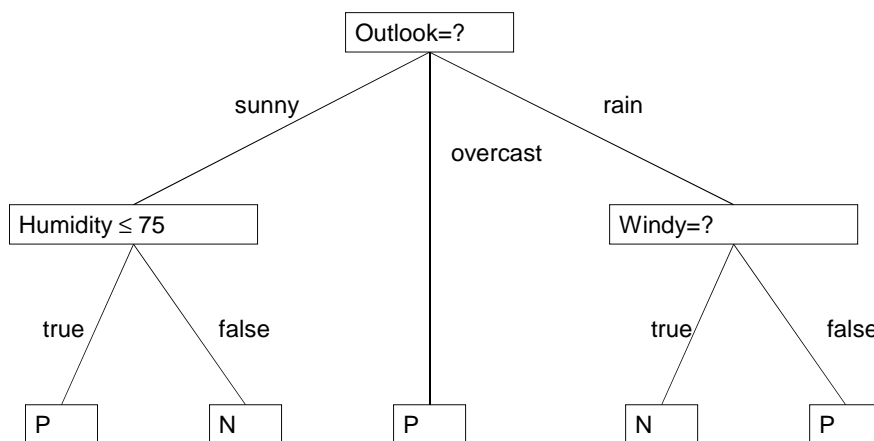 Outlook=?
sunny
rain
overcast
Humidity ≤ 75
Windy=?
true
false
true
false
P
N
P
N
P